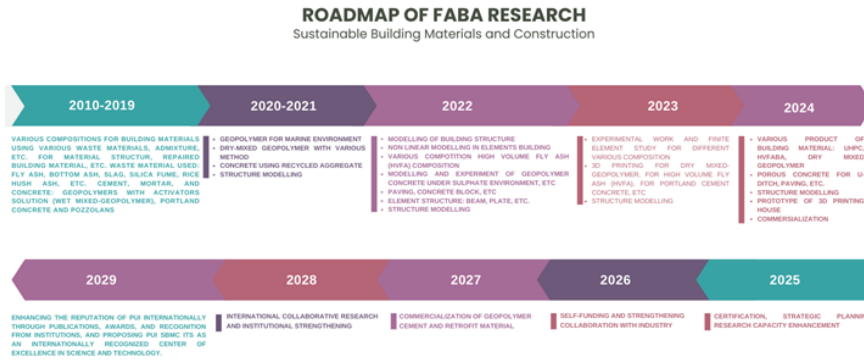 ROADMAP OF FABA RESEARCH
Sustainable Building Materials and Construction
2010-2019
VARIOUS COMPOSITIONS FOR BUILDING MATERIALS
USING VARIOUS WASTE MATERIALS, ADMIXTURE,
ETC. FOR MATERIAL STRUCTUR, REPAIRED
BUILDING MATERIAL, ETC. WASTE MATERIAL USED:
FLY ASH, BOTTOM ASH, SLAG, SILICA FUME, RICE
HUSH ASH, ETC. CEMENT, MORTAR, AND
CONCRETE: GEOPOLYMERS WITH ACTIVATORS
SOLUTION (WET MIXED-GEOPOLYMER), PORTLAND
CONCRETE AND POZZOLANS
2020-2021
• GEOPOLYMER FOR MARINE ENVIRONMENT
• DRY-MIXED GEOPOLYMER WITH VARIOUS
METHOD
• CONCRETE USING RECYCLED AGGREGATE
• STRUCTURE MODELLING
2022
• MODELLING OF BUILDING STRUCTURE
• NON LINEAR MODELLING IN ELEMENTS BUILDING
• VARIOUS COMPOTITION HIGH VOLUME FLY ASH
(HVFA) COMPOSITION
• MODELLING AND EXPERIMENT OF GEOPOLYMER
CONCRETE UNDER SULPHATE ENVIRONMENT, ETC
• PAVING, CONCRETE BLOCK, ETC
• ELEMENT STRUCTURE: BEAM, PLATE, ETC.
• STRUCTURE MODELLING
2023
• EXPERIMENTAL WORK AND FINITE
ELEMENT STUDY FOR DIFFERENT
VARIOUS COMPOSITION
• 3D PRINTING FOR DRY MIXED-
GEOPOLYMER, FOR HIGH VOLUME FLY
ASH (HVFA), FOR PORTLAND CEMENT
CONCRETE, ETC
• STRUCTURE MODELLING
2024
• VARIOUS PRODUCT OF
BUILDING MATERIAL: UHPC,
HVFABA, DRY MIXED
GEOPOLYMER
• POROUS CONCRETE FOR U-
DITCH, PAVING, ETC.
• STRUCTURE MODELLING
• PROTOTYPE OF 3D PRINTING
HOUSE
• COMMERSIALIZATION
2029
ENHANCING THE REPUTATION OF PUI INTERNATIONALLY
THROUGH PUBLICATIONS, AWARDS, AND RECOGNITION
FROM INSTITUTIONS, AND PROPOSING PUI SBMC ITS AS
AN INTERNATIONALLY RECOGNIZED CENTER OF
EXCELLENCE IN SCIENCE AND TECHNOLOGY.
2028
INTERNATIONAL COLLABORATIVE RESEARCH
AND INSTITUTIONAL STRENGTHENING
2027
COMMERCIALIZATION OF GEOPOLYMER
CEMENT AND RETROFIT MATERIAL
2026
SELF-FUNDING AND STRENGTHENING
COLLABORATION WITH INDUSTRY
2025
CERTIFICATION, STRATEGIC PLANNIN
RESEARCH CAPACITY ENHANCEMENT